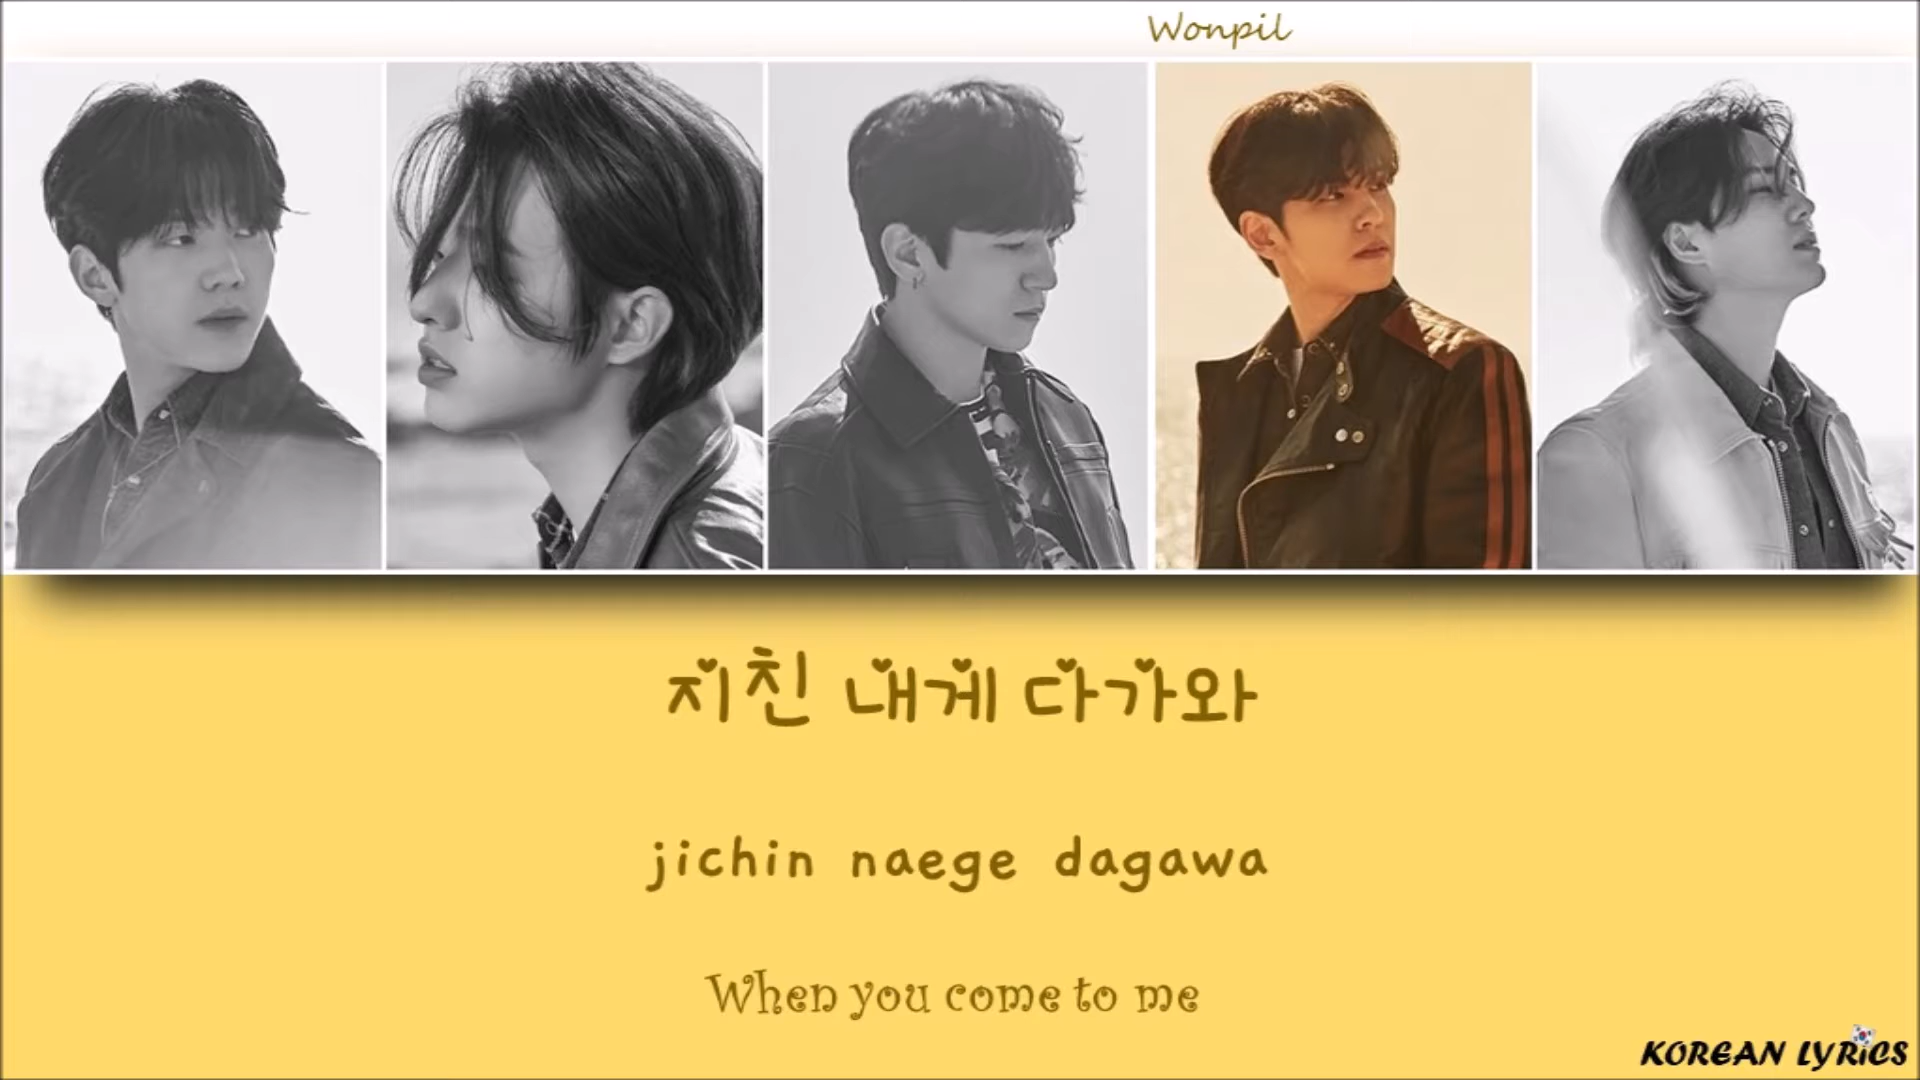 Wonpil
지친 내게 다가와
jichin naege dagawa
When you come to me
KOREAN LYRICS